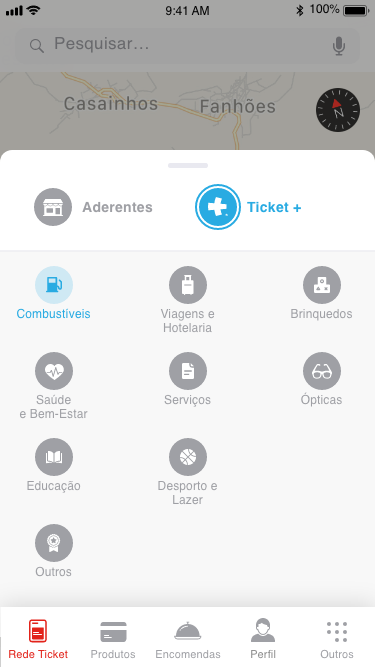 9:41 AM
100%
Pesquisar...
Casainhos
Fanhões
N
Aderentes
Ticket +
Combustíveis
Viagens e
Hotelaria
Brinquedos
Saúde
e Bem-Estar
Serviços
Ópticas
Educação
Desporto e
Lazer
Outros
Rede Ticket
Produtos
Encomendas
Perfil
Outros